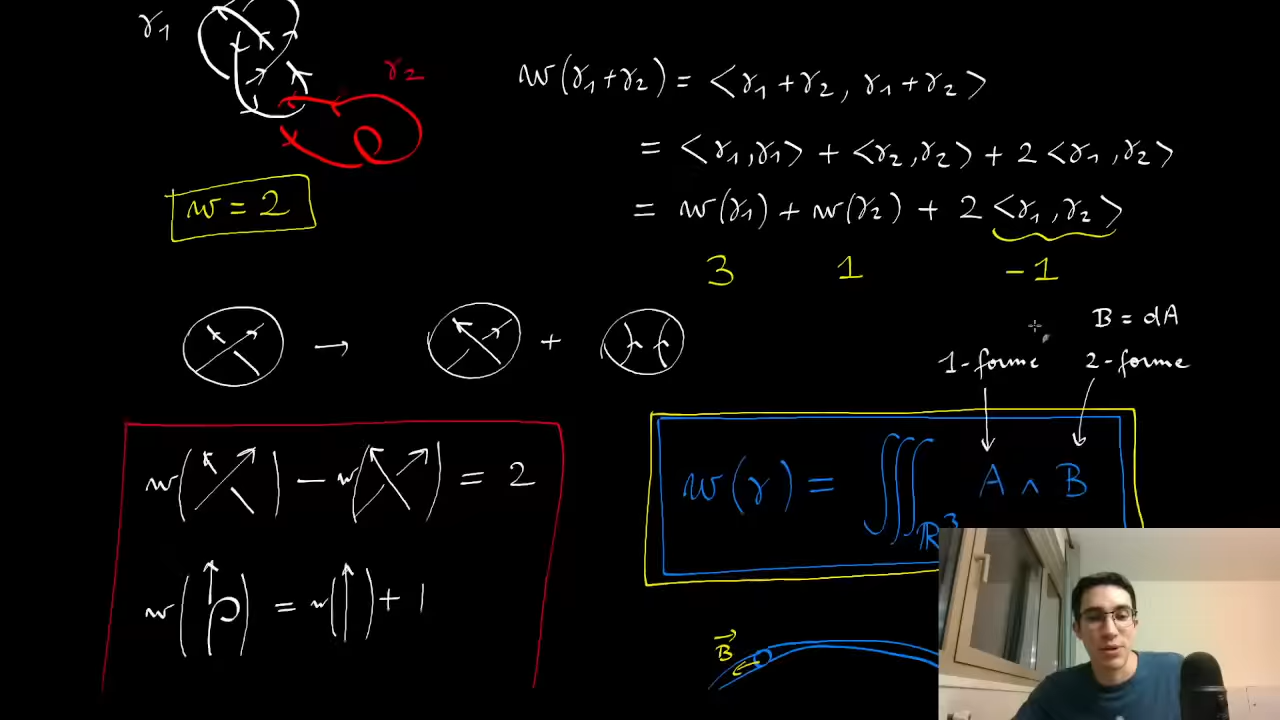 γ1
γ2
w(γ1+γ2) = <γ1+γ2, γ1+γ2>
= <γ1,γ1> + <γ2,γ2> + 2 <γ1,γ2>
w = 2
= w(γ1) + w(γ2) + 2 <γ1,γ2>
3 1 -1
→ +
B = dA
1-forme 2-forme
w( ) - w( ) = 2
w(γ) = ∭ℝ³ A ∧ B
w( ) = w( ) + 1
B⃗